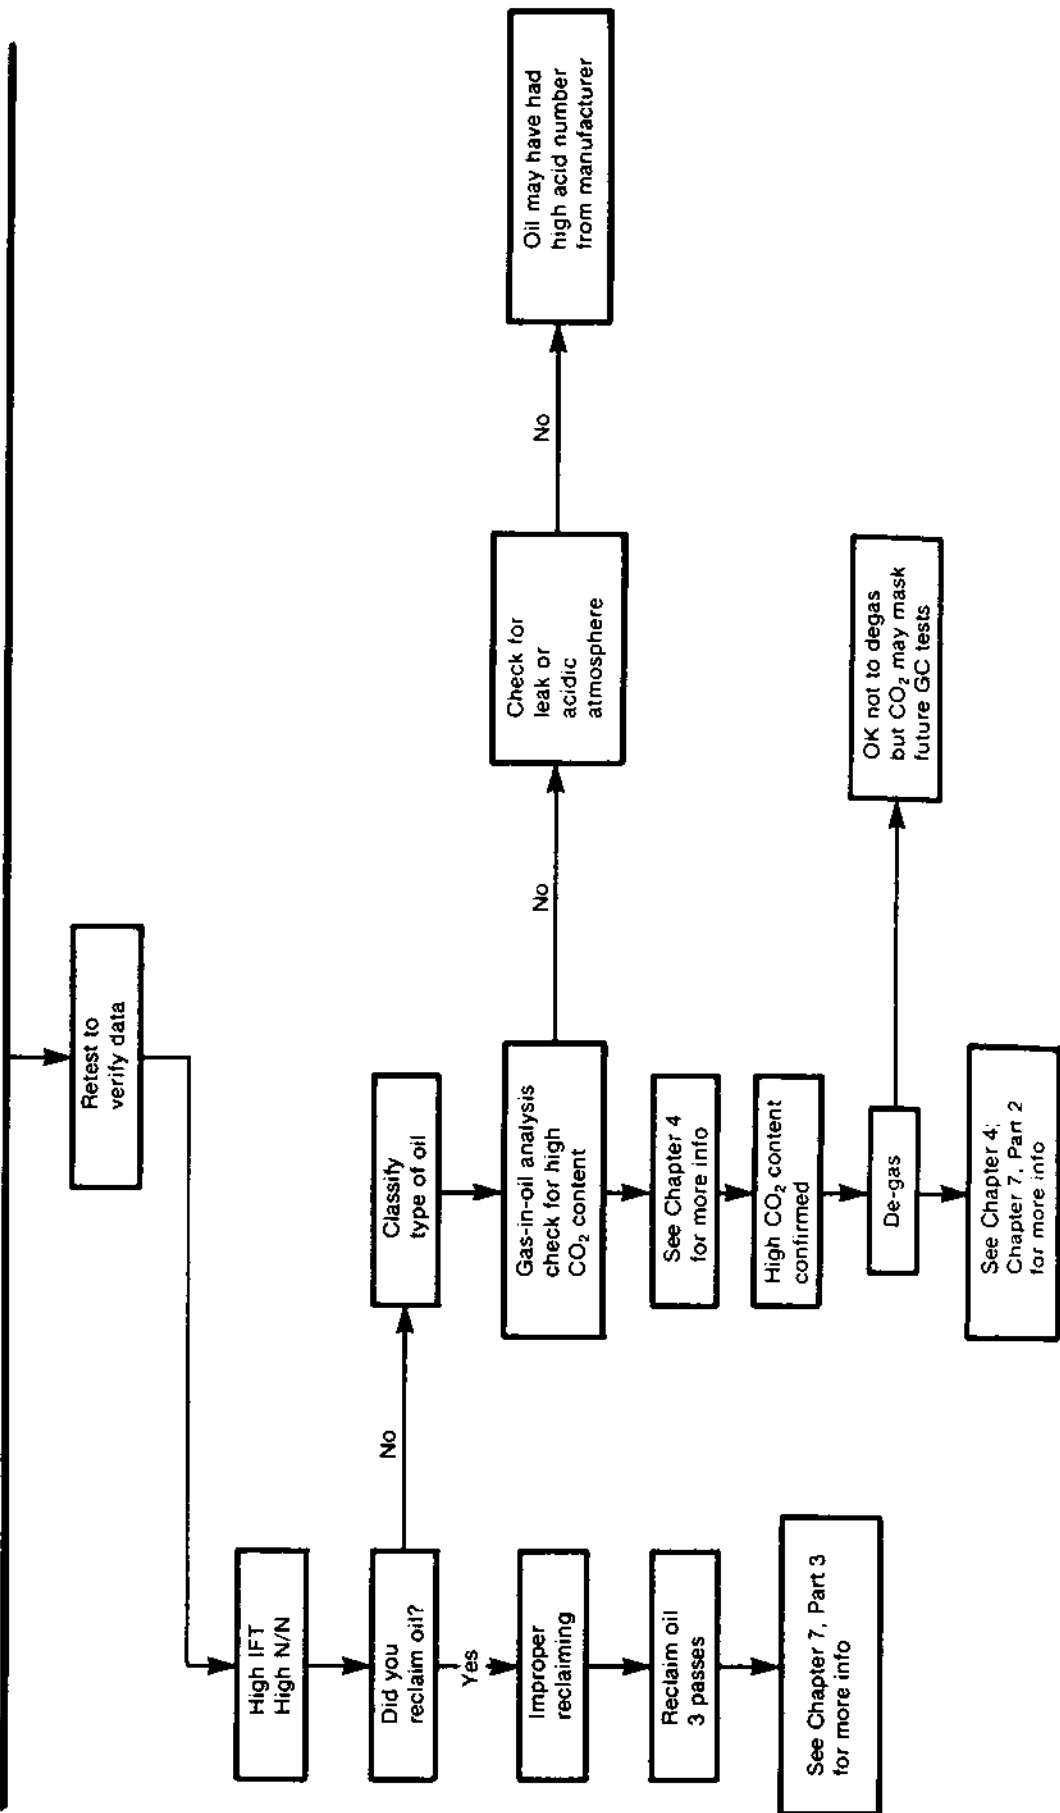 Retest to
verify data
High IFT
High N/N
Did you
reclaim oil?
Yes
Improper
reclaiming
Reclaim oil
3 passes
See Chapter 7, Part 3
for more info
No
Classify
type of oil
Gas-in-oil analysis
check for high
CO₂ content
See Chapter 4
for more info
High CO₂ content
confirmed
De-gas
See Chapter 4;
Chapter 7, Part 2
for more info
OK not to degas
but CO₂ may mask
future GC tests
No
Check for
leak or
acidic
atmosphere
No
Oil may have had
high acid number
from manufacturer